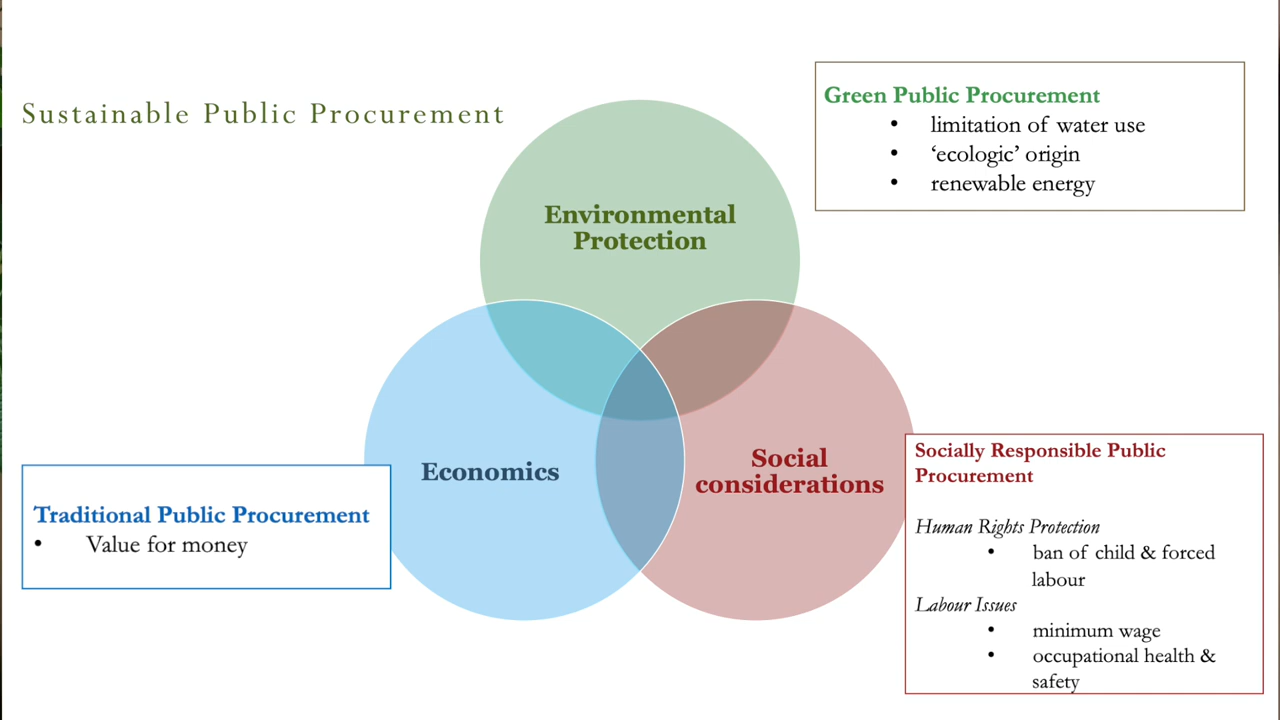 Sustainable Public Procurement
Green Public Procurement
• limitation of water use
• ‘ecologic’ origin
• renewable energy
Environmental
Protection
Economics
Social
considerations
Traditional Public Procurement
• Value for money
Socially Responsible Public
Procurement
Human Rights Protection
• ban of child & forced
labour
Labour Issues
• minimum wage
• occupational health &
safety